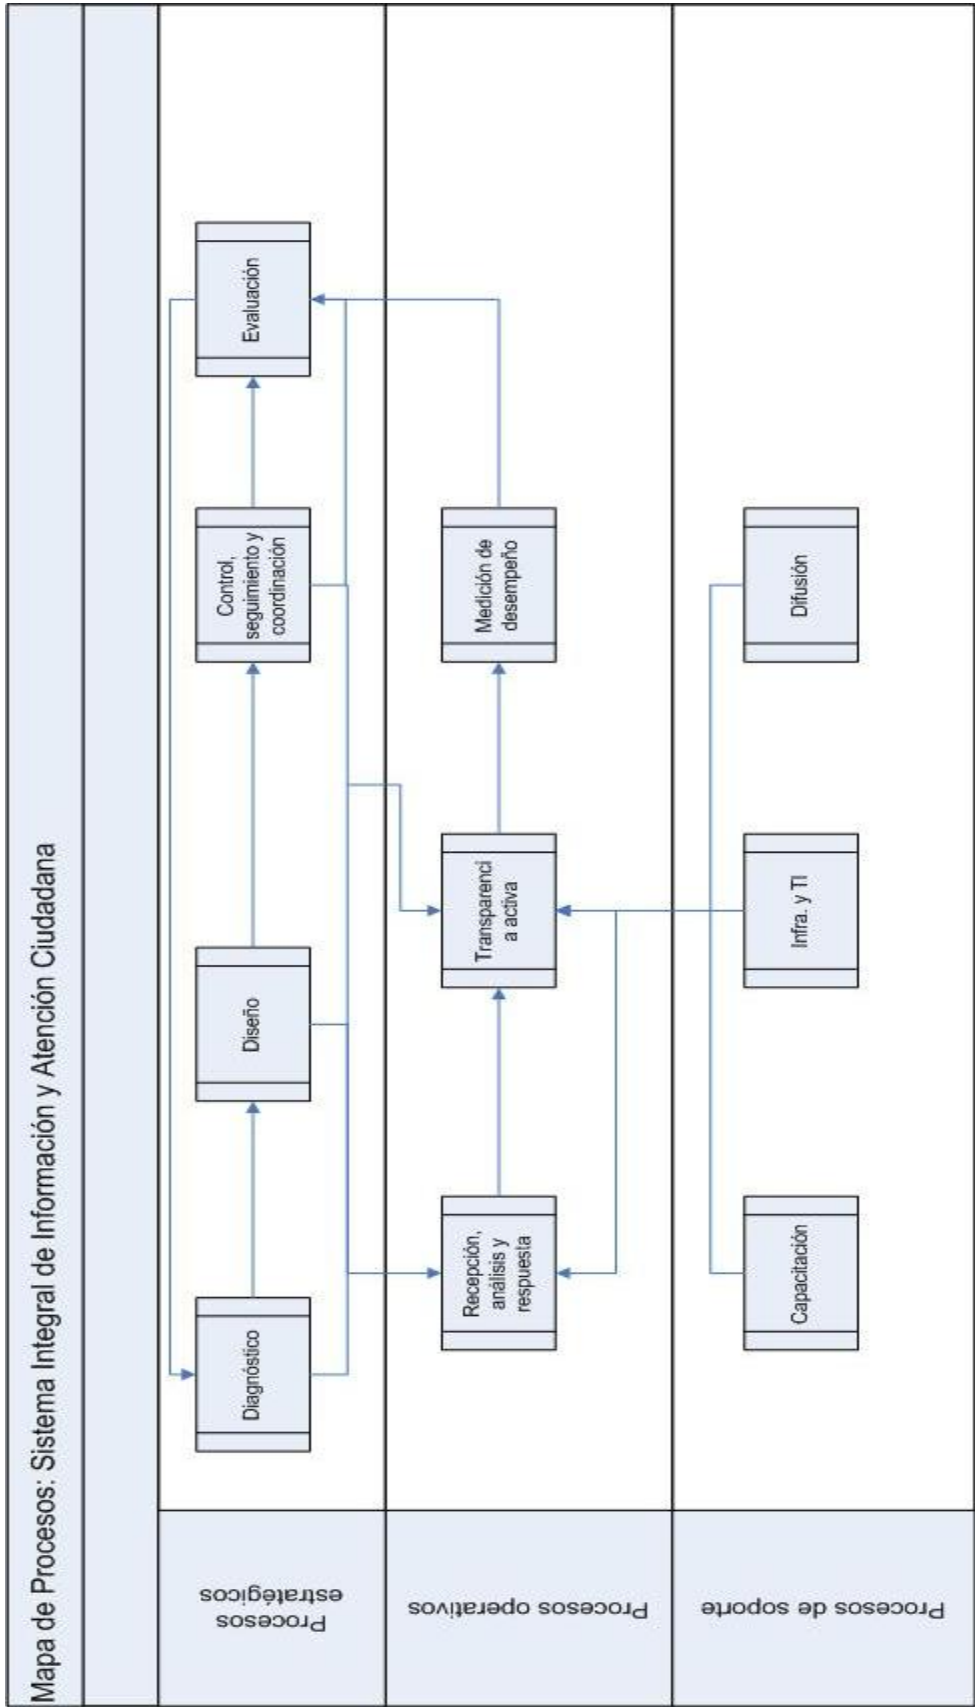 Mapa de Procesos: Sistema Integral de Información y Atención Ciudadana
Procesos
estratégicos
Diagnóstico
Diseño
Control,
seguimiento y
coordinación
Evaluación
Procesos operativos
Recepción,
análisis y
respuesta
Transparenci
a activa
Medición de
desempeño
Procesos de soporte
Capacitación
Infra. y TI
Difusión